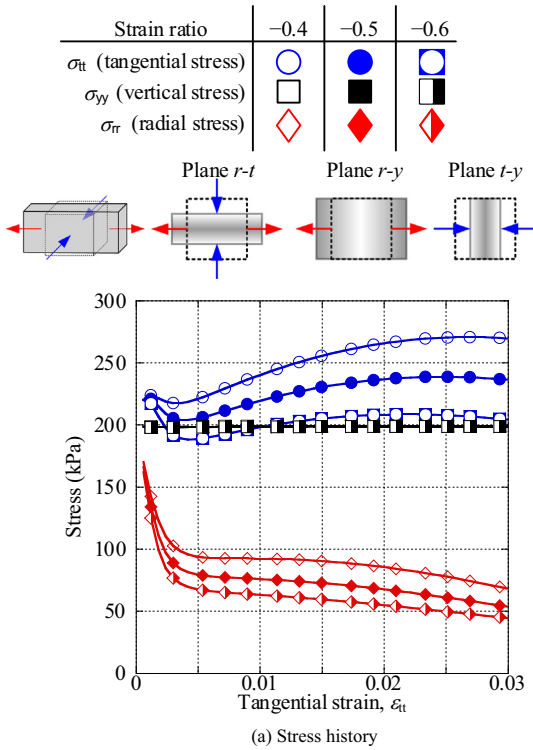 Strain ratio −0.4 −0.5 −0.6
σtt (tangential stress)
σyy (vertical stress)
σrr (radial stress)
Plane r-t Plane r-y Plane t-y
300
250
200
150
100
50
0
Stress (kPa)
0 0.01 0.02 0.03
Tangential strain, εtt
(a) Stress history